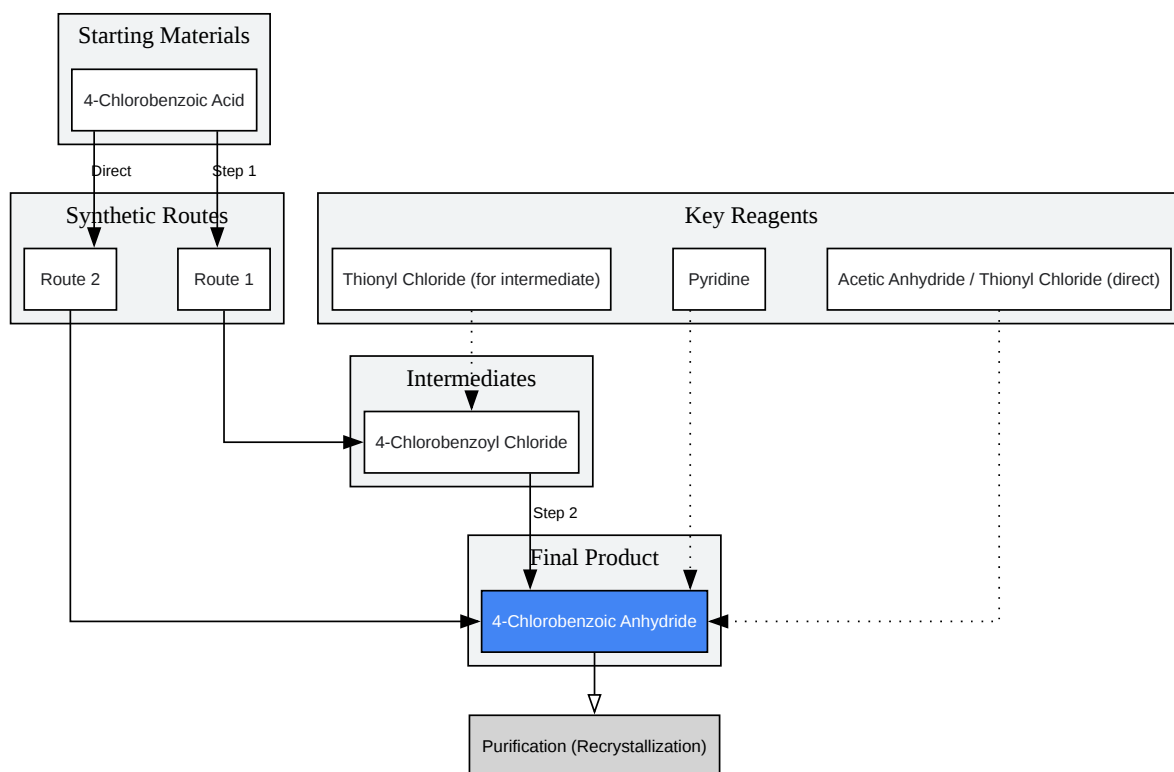 Starting Materials
4-Chlorobenzoic Acid
Direct
Step 1
Synthetic Routes
Key Reagents
Route 2
Route 1
Thionyl Chloride (for intermediate)
Pyridine
Acetic Anhydride / Thionyl Chloride (direct)
Intermediates
4-Chlorobenzoyl Chloride
Step 2
Final Product
4-Chlorobenzoic Anhydride
Purification (Recrystallization)